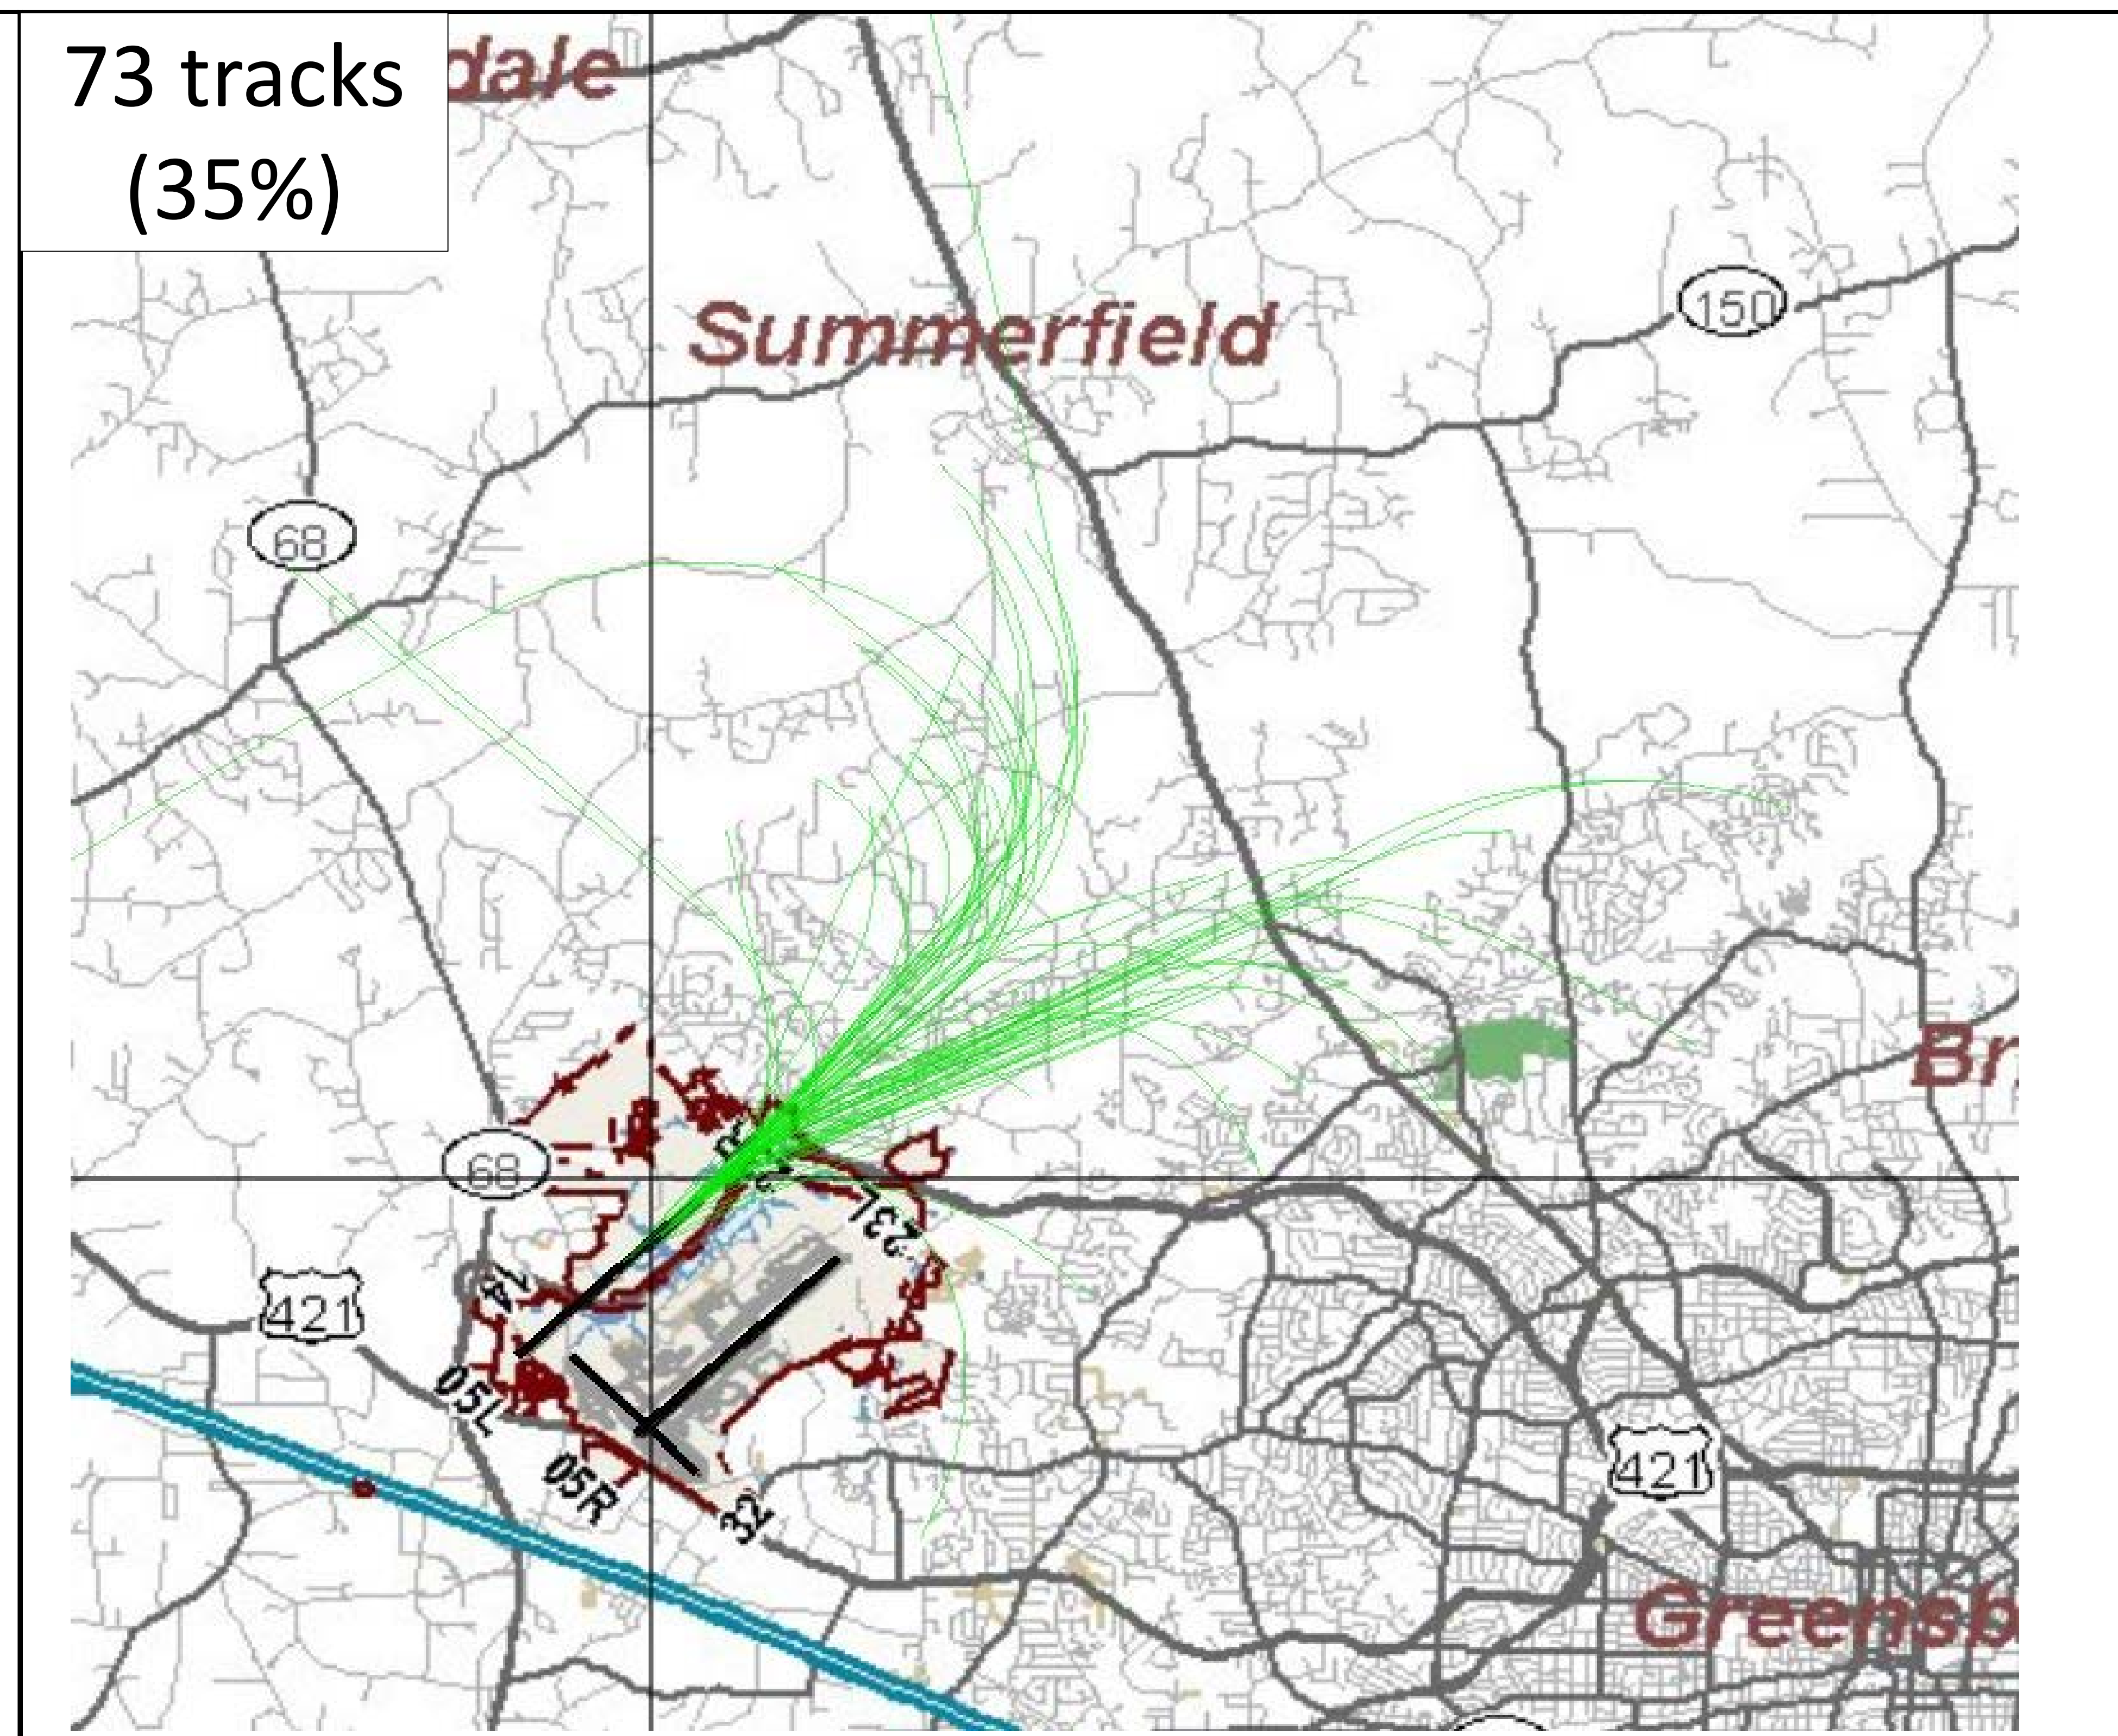 73 tracks
(35%)
dale
150
Summerfield
68
Br
68
23L
14
421
05L
421
05R
32
Greensb